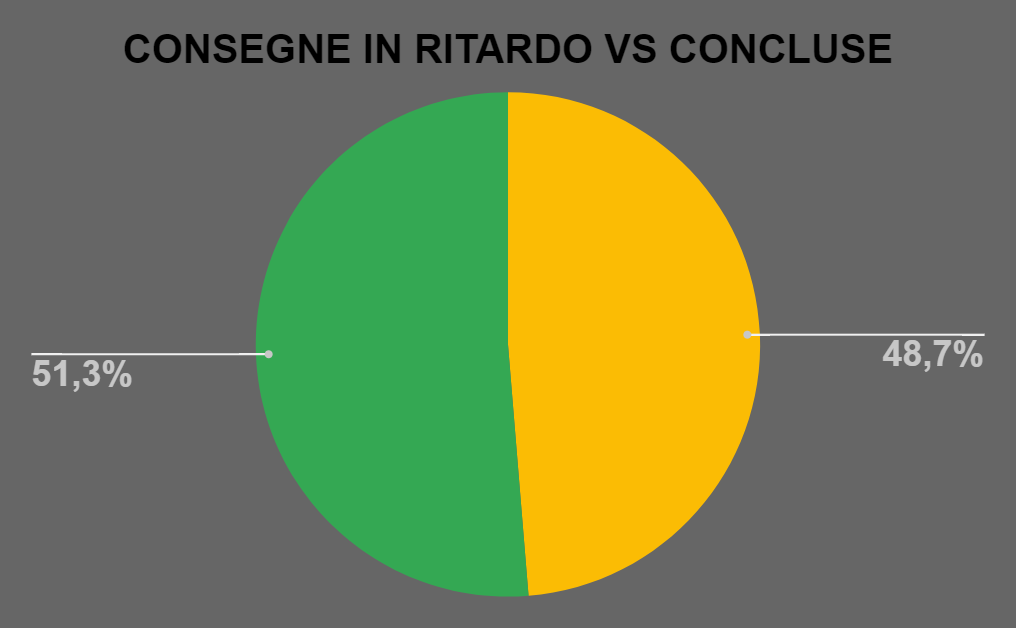 CONSEGNE IN RITARDO VS CONCLUSE
48,7%
51,3%